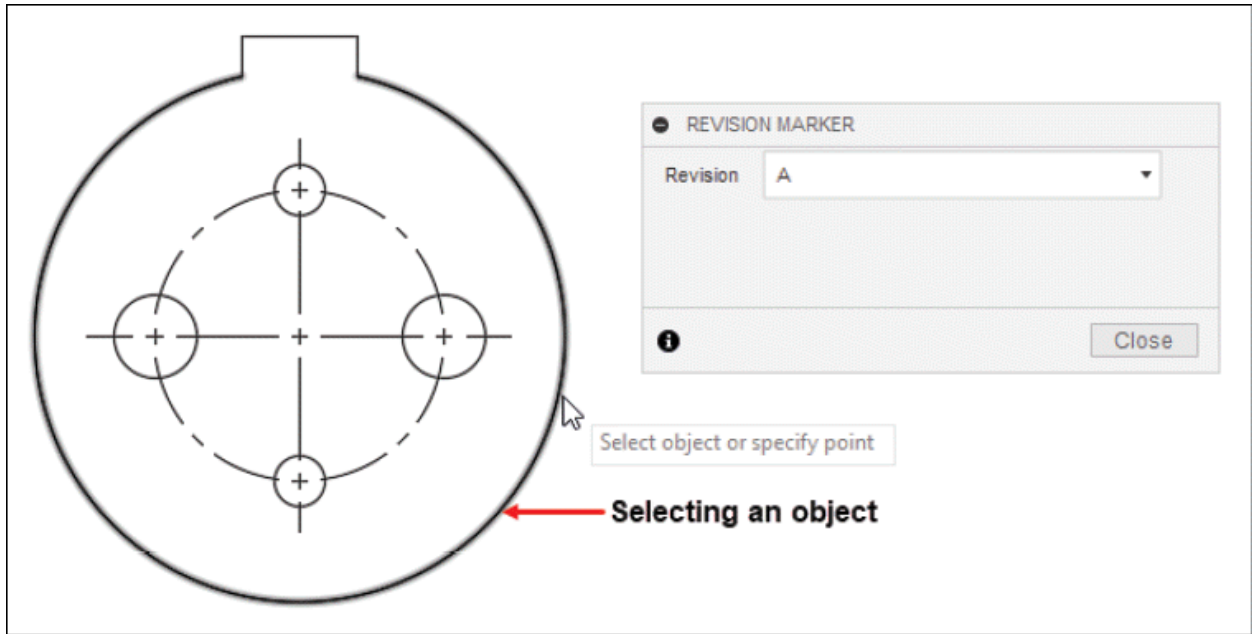 REVISION MARKER
Revision A
Close
Select object or specify point
Selecting an object